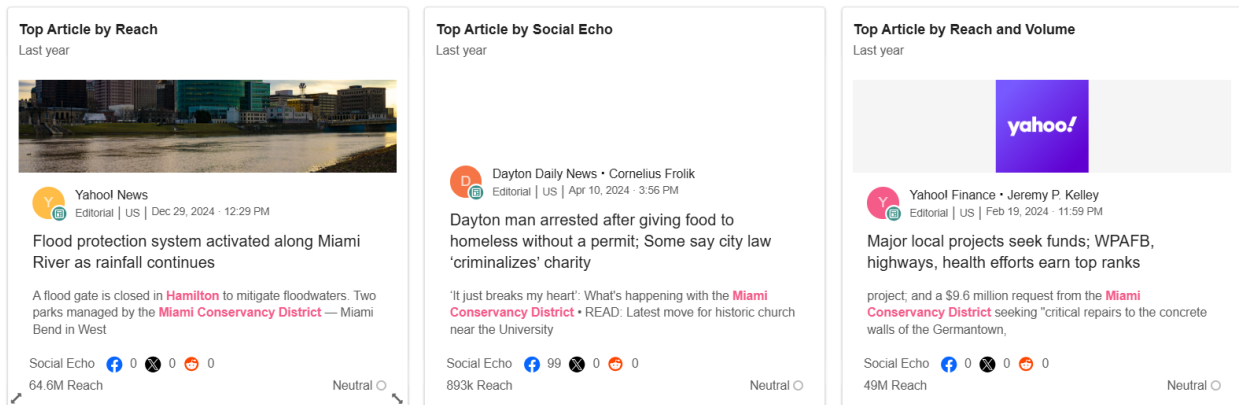 Top Article by Reach
Last year
Y
Yahoo! News
Editorial | US | Dec 29, 2024 · 12:29 PM
Flood protection system activated along Miami
River as rainfall continues
A flood gate is closed in Hamilton to mitigate floodwaters. Two
parks managed by the Miami Conservancy District — Miami
Bend in West
Social Echo 0 0 0
64.6M Reach
Neutral
Top Article by Social Echo
Last year
D
Dayton Daily News • Cornelius Frolik
Editorial | US | Apr 10, 2024 · 3:56 PM
Dayton man arrested after giving food to
homeless without a permit; Some say city law
‘criminalizes’ charity
‘It just breaks my heart’: What's happening with the Miami
Conservancy District • READ: Latest move for historic church
near the University
Social Echo 99 0 0
893k Reach
Neutral
Top Article by Reach and Volume
Last year
yahoo!
Y
Yahoo! Finance • Jeremy P. Kelley
Editorial | US | Feb 19, 2024 · 11:59 PM
Major local projects seek funds; WPAFB,
highways, health efforts earn top ranks
project; and a $9.6 million request from the Miami
Conservancy District seeking "critical repairs to the concrete
walls of the Germantown,
Social Echo 0 0 0
49M Reach
Neutral